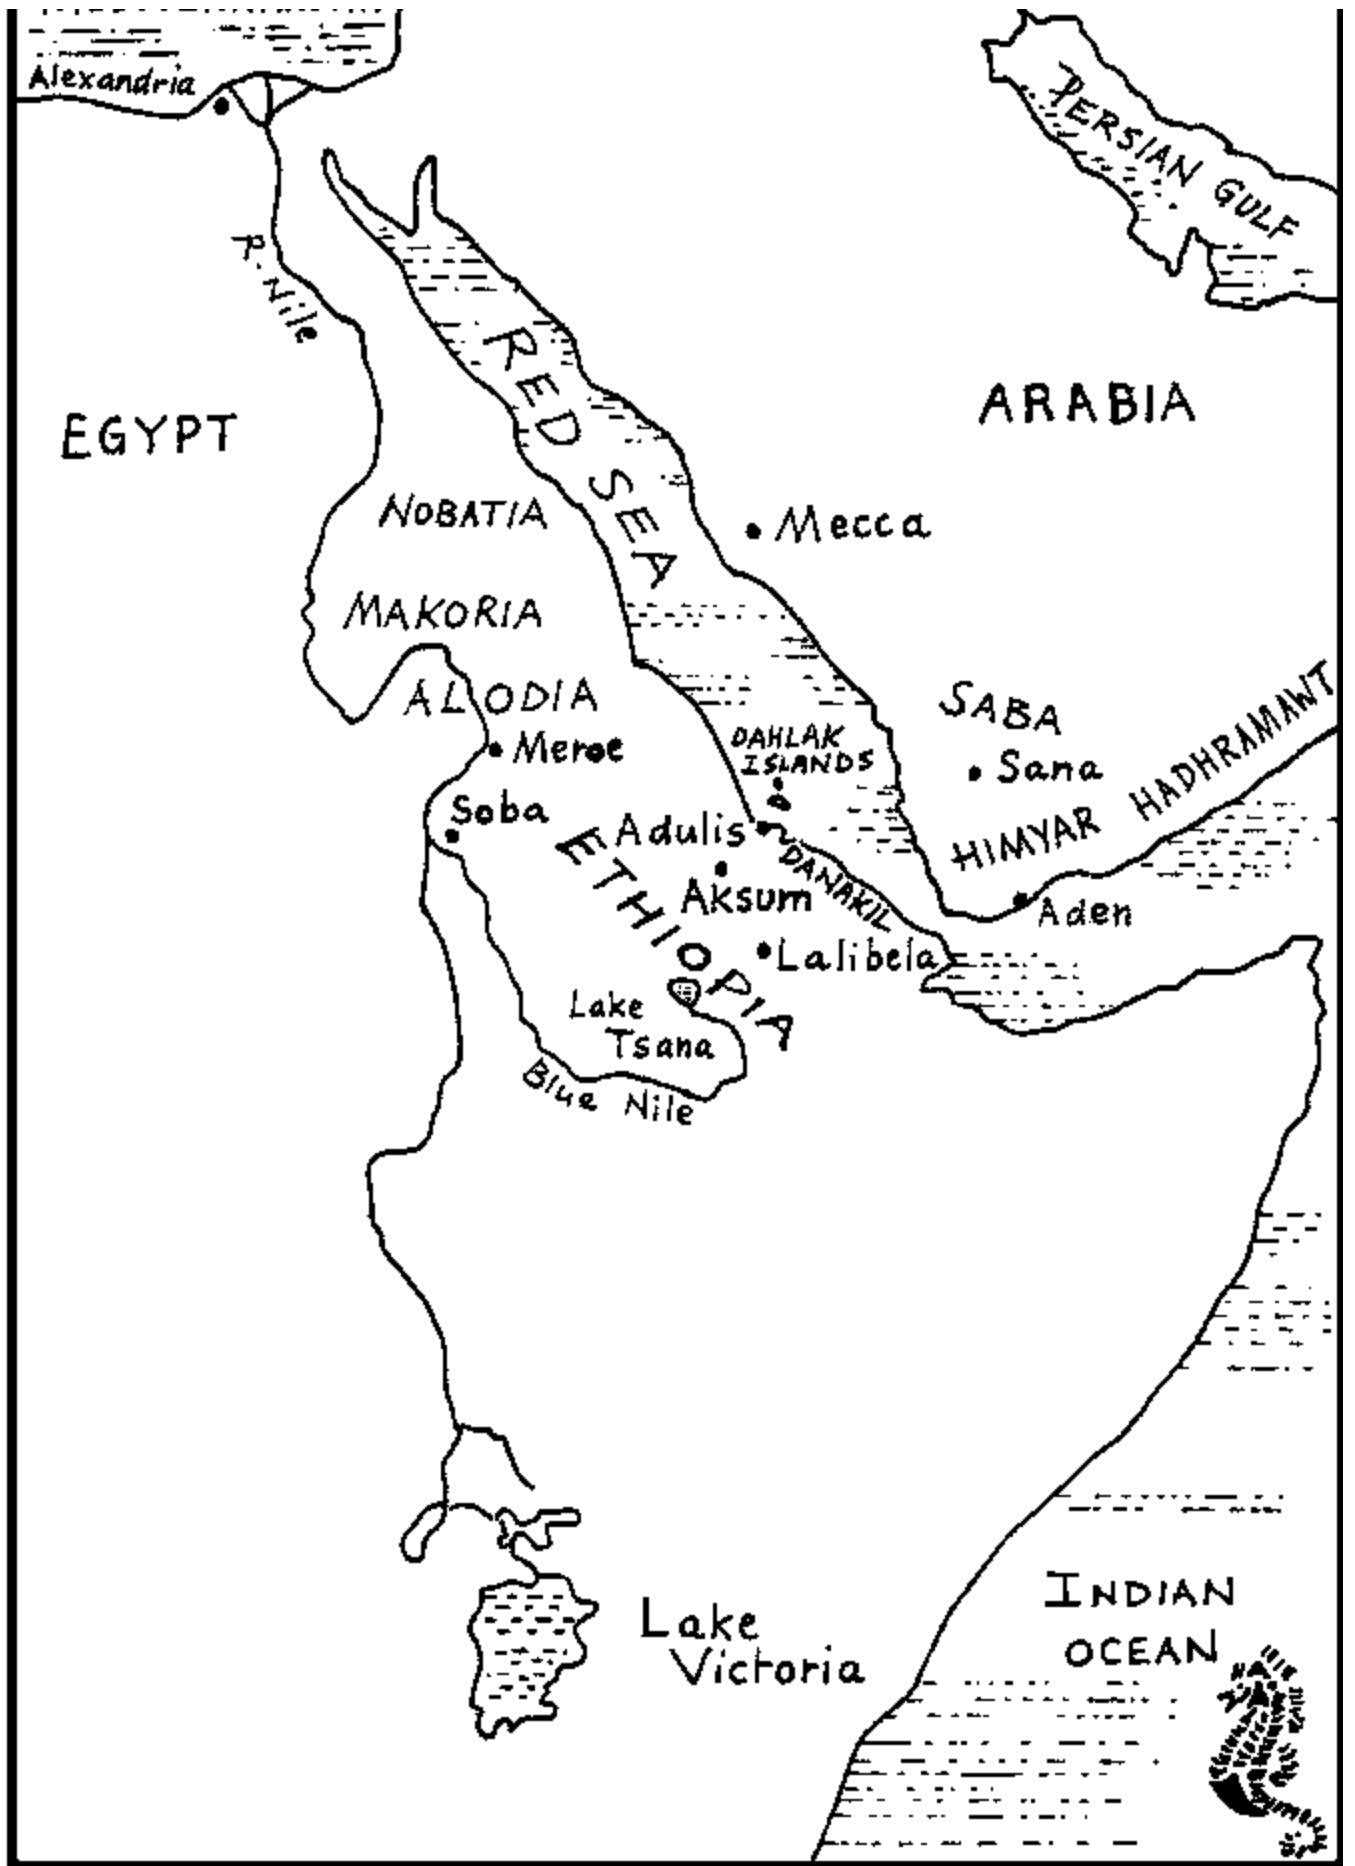 Alexandria
PERSIAN GULF
R. Nile
RED SEA
ARABIA
EGYPT
NOBATIA
Mecca
MAKORIA
ALODIA
SABA
HADHRAMAWT
DAHLAK
ISLANDS
Meroe
Sana
Soba
Adulis
HIMYAR
ETHIOPIA
DANAKIL
Aksum
Aden
Lalibela
Lake
Tsana
Blue Nile
INDIAN
OCEAN
Lake
Victoria